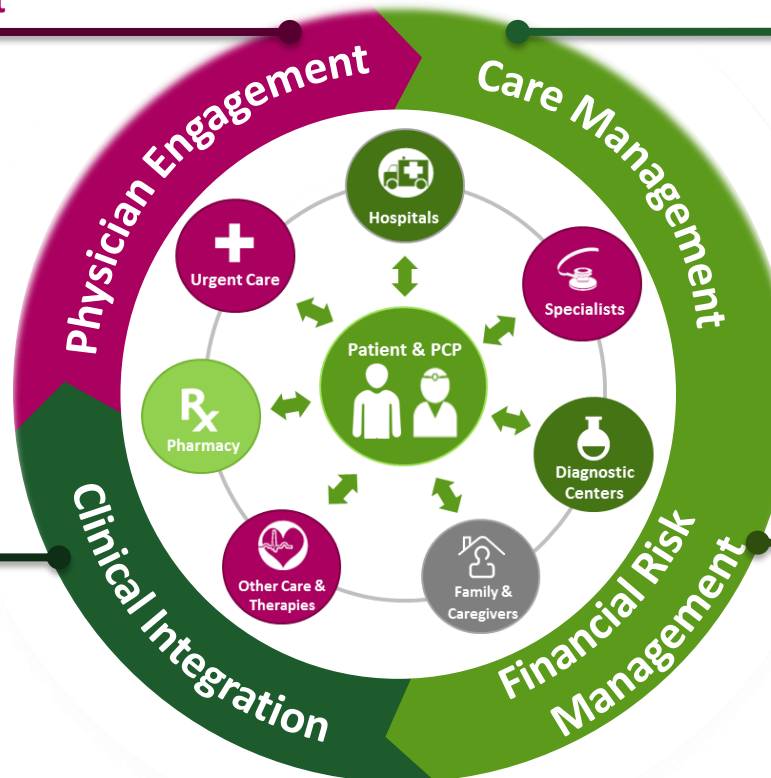 t
Physician Engagement
Care Management
Hospitals
Urgent Care
Specialists
Patient & PCP
Rx
Pharmacy
Diagnostic
Centers
Other Care &
Therapies
Family &
Caregivers
Clinical Integration
Financial Risk
Management